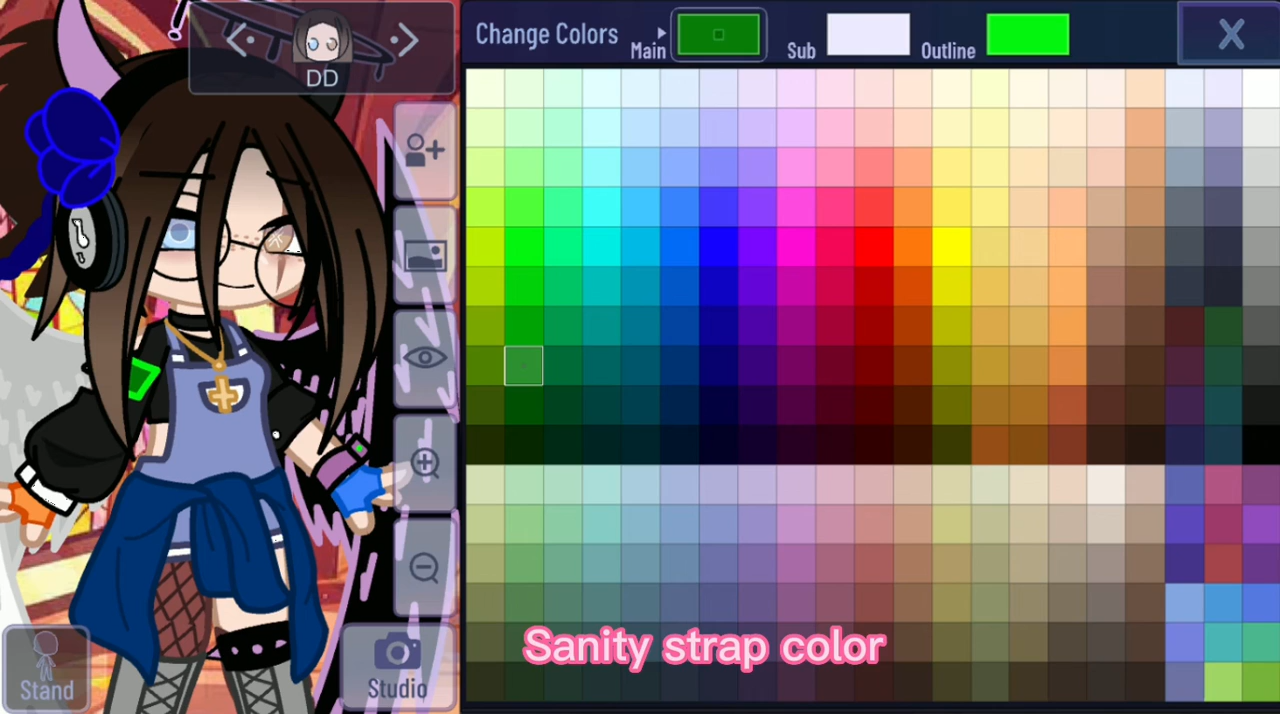 Change Colors
Main
Sub
Outline
X
DD
Stand
Studio
Sanity strap color